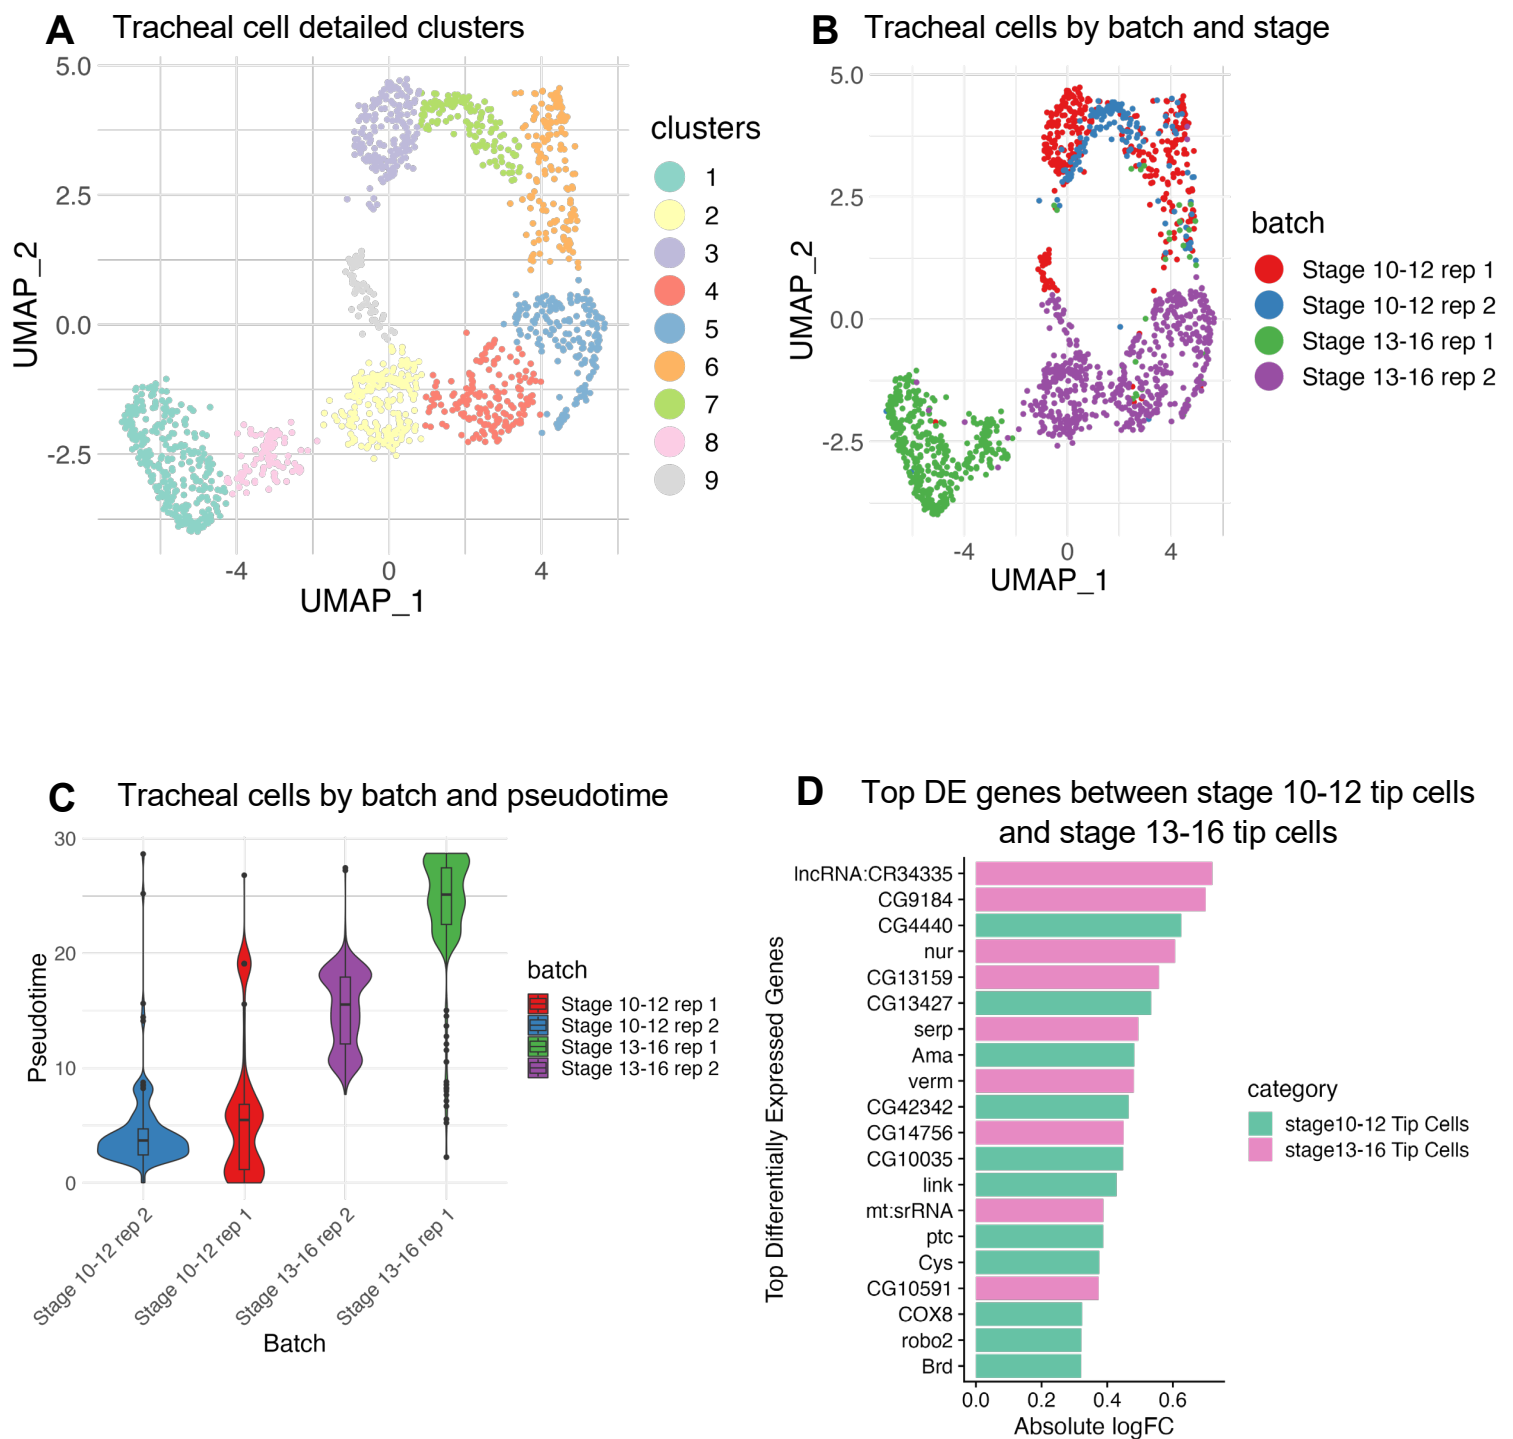 A Tracheal cell detailed clusters
5.0
2.5
0.0
-2.5
UMAP_2
-4 0 4
UMAP_1
clusters
1
2
3
4
5
6
7
8
9
B Tracheal cells by batch and stage
5.0
2.5
0.0
-2.5
UMAP_2
-4 0 4
UMAP_1
batch
Stage 10-12 rep 1
Stage 10-12 rep 2
Stage 13-16 rep 1
Stage 13-16 rep 2
C Tracheal cells by batch and pseudotime
30
20
10
0
Pseudotime
Stage 10-12 rep 2
Stage 10-12 rep 1
Stage 13-16 rep 2
Stage 13-16 rep 1
Batch
batch
Stage 10-12 rep 1
Stage 10-12 rep 2
Stage 13-16 rep 1
Stage 13-16 rep 2
D Top DE genes between stage 10-12 tip cells
and stage 13-16 tip cells
Top Differentially Expressed Genes
lncRNA:CR34335
CG9184
CG4440
nur
CG13159
CG13427
serp
Ama
verm
CG42342
CG14756
CG10035
link
mt:srRNA
ptc
Cys
CG10591
COX8
robo2
Brd
0.0 0.2 0.4 0.6
Absolute logFC
category
stage10-12 Tip Cells
stage13-16 Tip Cells